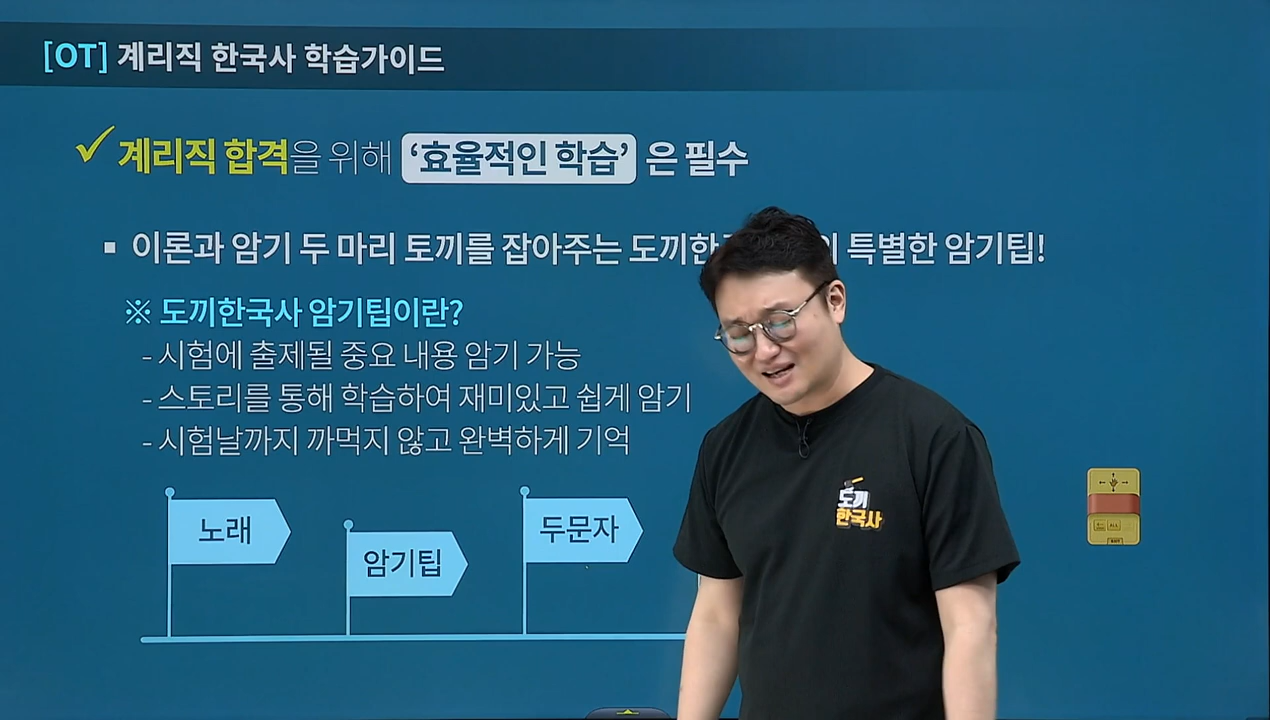 [OT] 계리직 한국사 학습가이드
✓ 계리직 합격을 위해 ‘효율적인 학습’ 은 필수
▪ 이론과 암기 두 마리 토끼를 잡아주는 특별한 암기팁!
※ 도끼한국사 암기팁이란?
- 시험에 출제될 중요 내용 암기 가능
- 스토리를 통해 학습하여 재미있고 쉽게 암기
- 시험날까지 까먹지 않고 완벽하게 기억
노래
암기팁
두문자
도끼
한국사